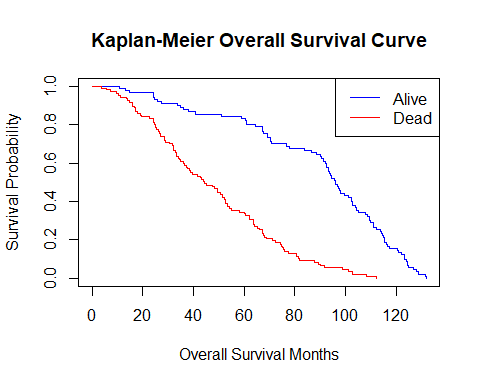 Kaplan-Meier Overall Survival Curve
Survival Probability
1.0
0.8
0.6
0.4
0.2
0.0
Alive
Dead
0 20 40 60 80 100 120
Overall Survival Months